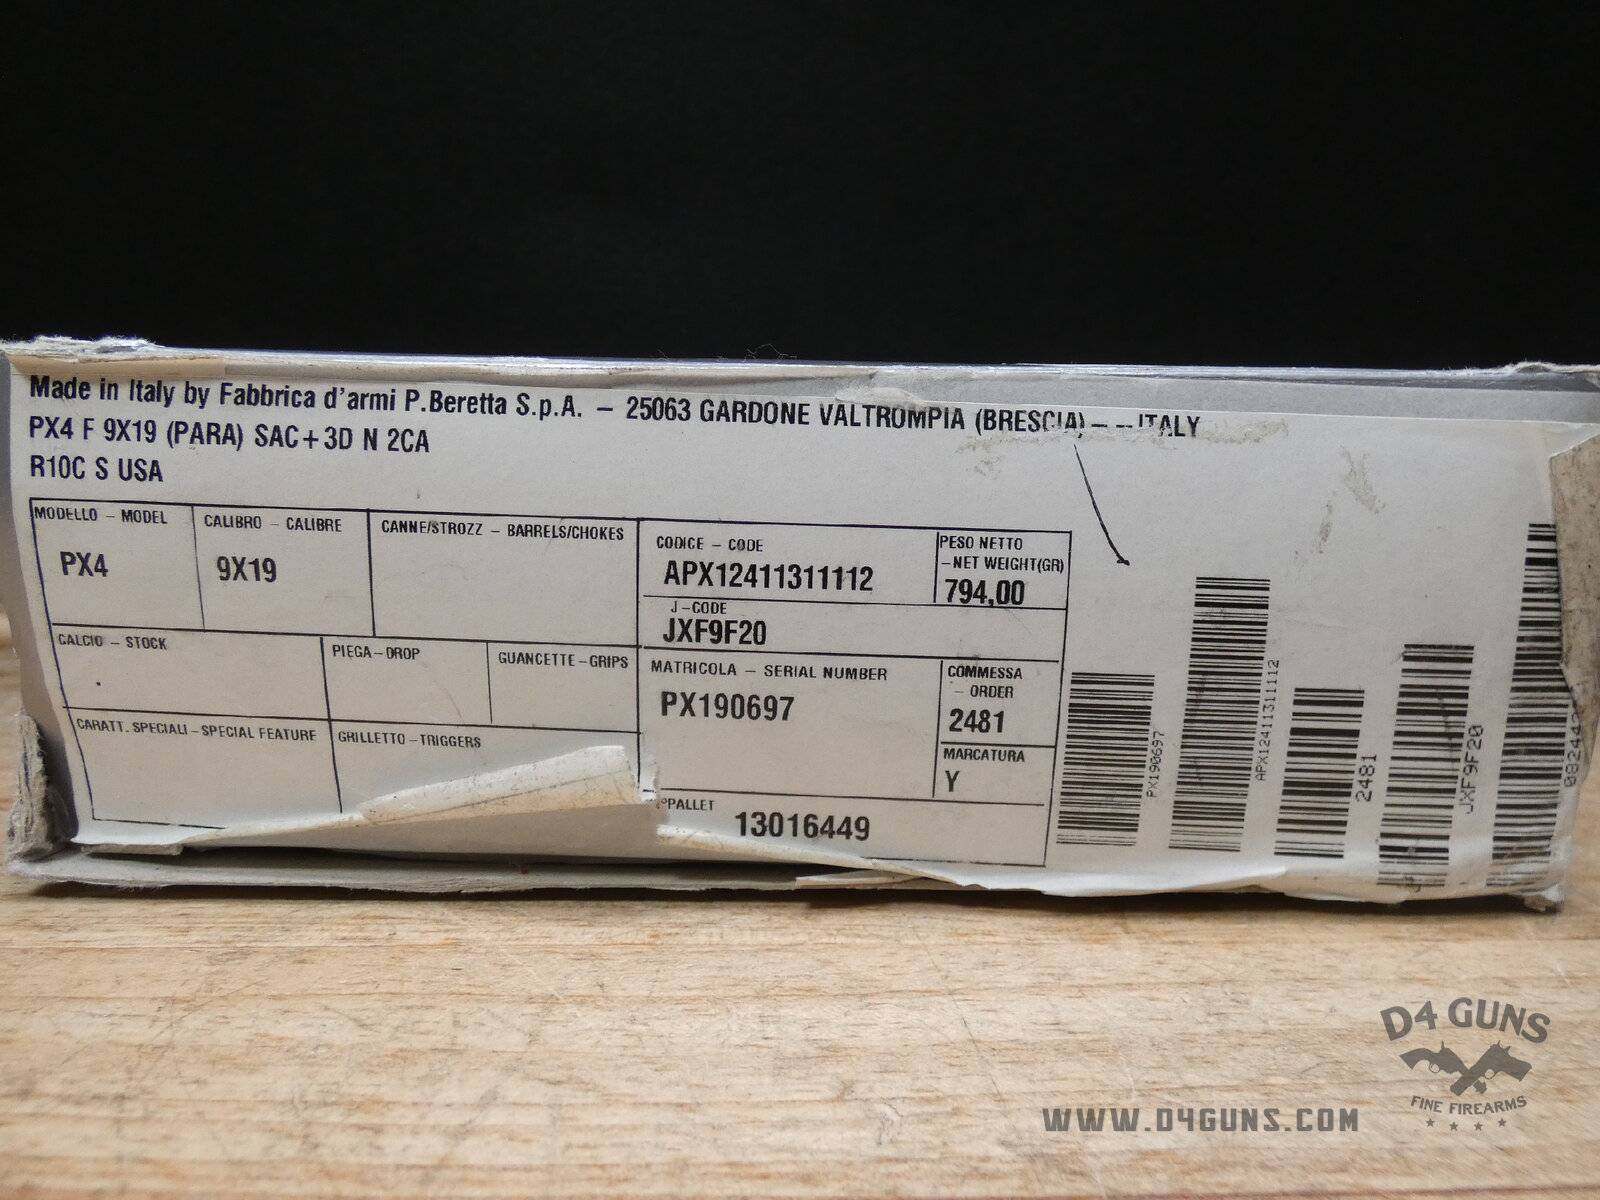 Made in Italy by Fabbrica d'armi P.Beretta S.p.A. – 25063 GARDONE VALTROMPIA (BRESCIA) – – ITALY
PX4 F 9X19 (PARA) SAC+3D N 2CA
R10C S USA
MODELLO – MODEL
PX4
CALIBRO – CALIBRE
9X19
CANNE/STROZZ – BARRELS/CHOKES
CODICE – CODE
APX12411311112
PESO NETTO
–NET WEIGHT(GR)
794,00
J–CODE
JXF9F20
CALCIO – STOCK
PIEGA–DROP
GUANCETTE–GRIPS
MATRICOLA – SERIAL NUMBER
PX190697
COMMESSA
– ORDER
2481
MARCATURA
Y
CARATT. SPECIALI–SPECIAL FEATURE
GRILLETTO–TRIGGERS
PALLET
13016449
PX190697
APX12411311112
2481
JXF9F20
D4 GUNS
FINE FIREARMS
WWW.D4GUNS.COM